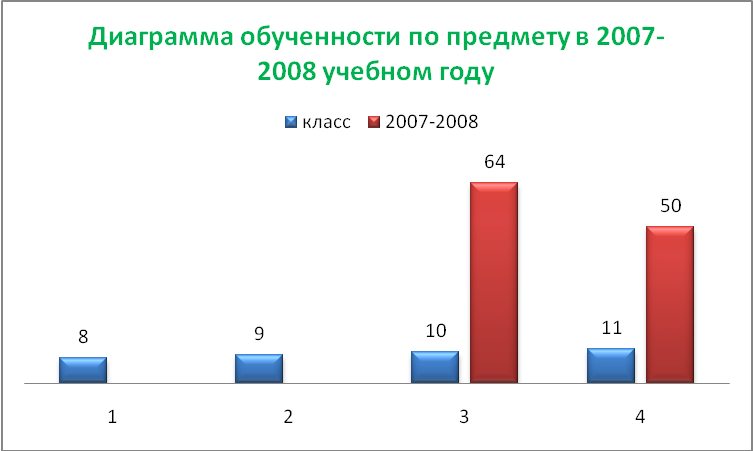 Диаграмма обученности по предмету в 2007-
2008 учебном году
класс 2007-2008
64
50
8 9 10 11
1 2 3 4